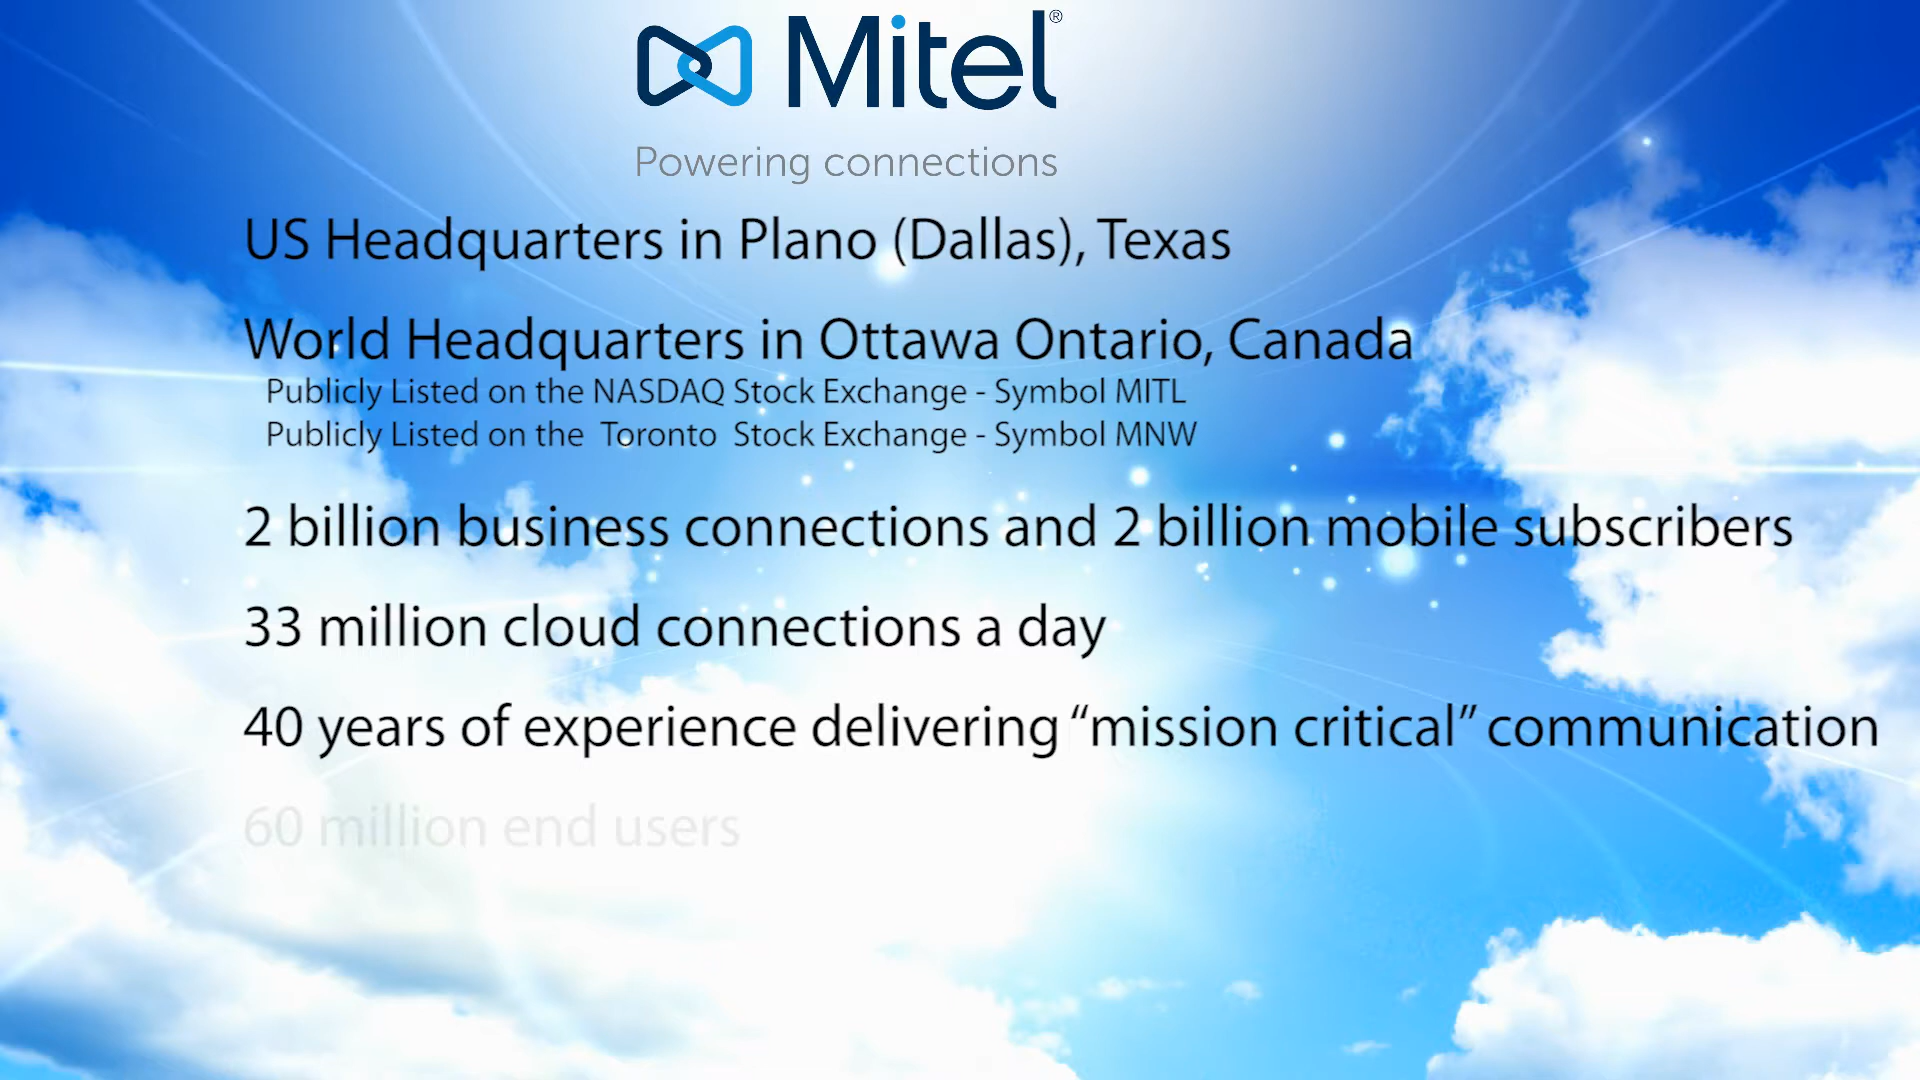 Mitel®
Powering connections
US Headquarters in Plano (Dallas), Texas
World Headquarters in Ottawa Ontario, Canada
Publicly Listed on the NASDAQ Stock Exchange - Symbol MITL
Publicly Listed on the Toronto Stock Exchange - Symbol MNW
2 billion business connections and 2 billion mobile subscribers
33 million cloud connections a day
40 years of experience delivering “mission critical” communication
60 million end users